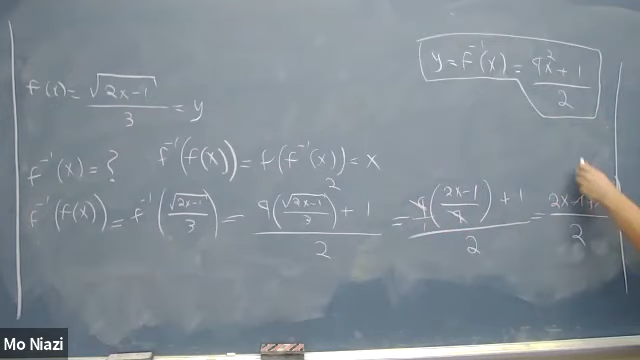 y = f⁻¹(x) = (9x² + 1)/2
f(x) = √(2x-1)/3 = y
f⁻¹(x) = ? f⁻¹(f(x)) = f(f⁻¹(x)) = x
f⁻¹(f(x)) = f⁻¹(√(2x-1)/3) = (9(√(2x-1)/3)² + 1)/2 = (9((2x-1)/9) + 1)/2 = 2x-1/2
Mo Niazi